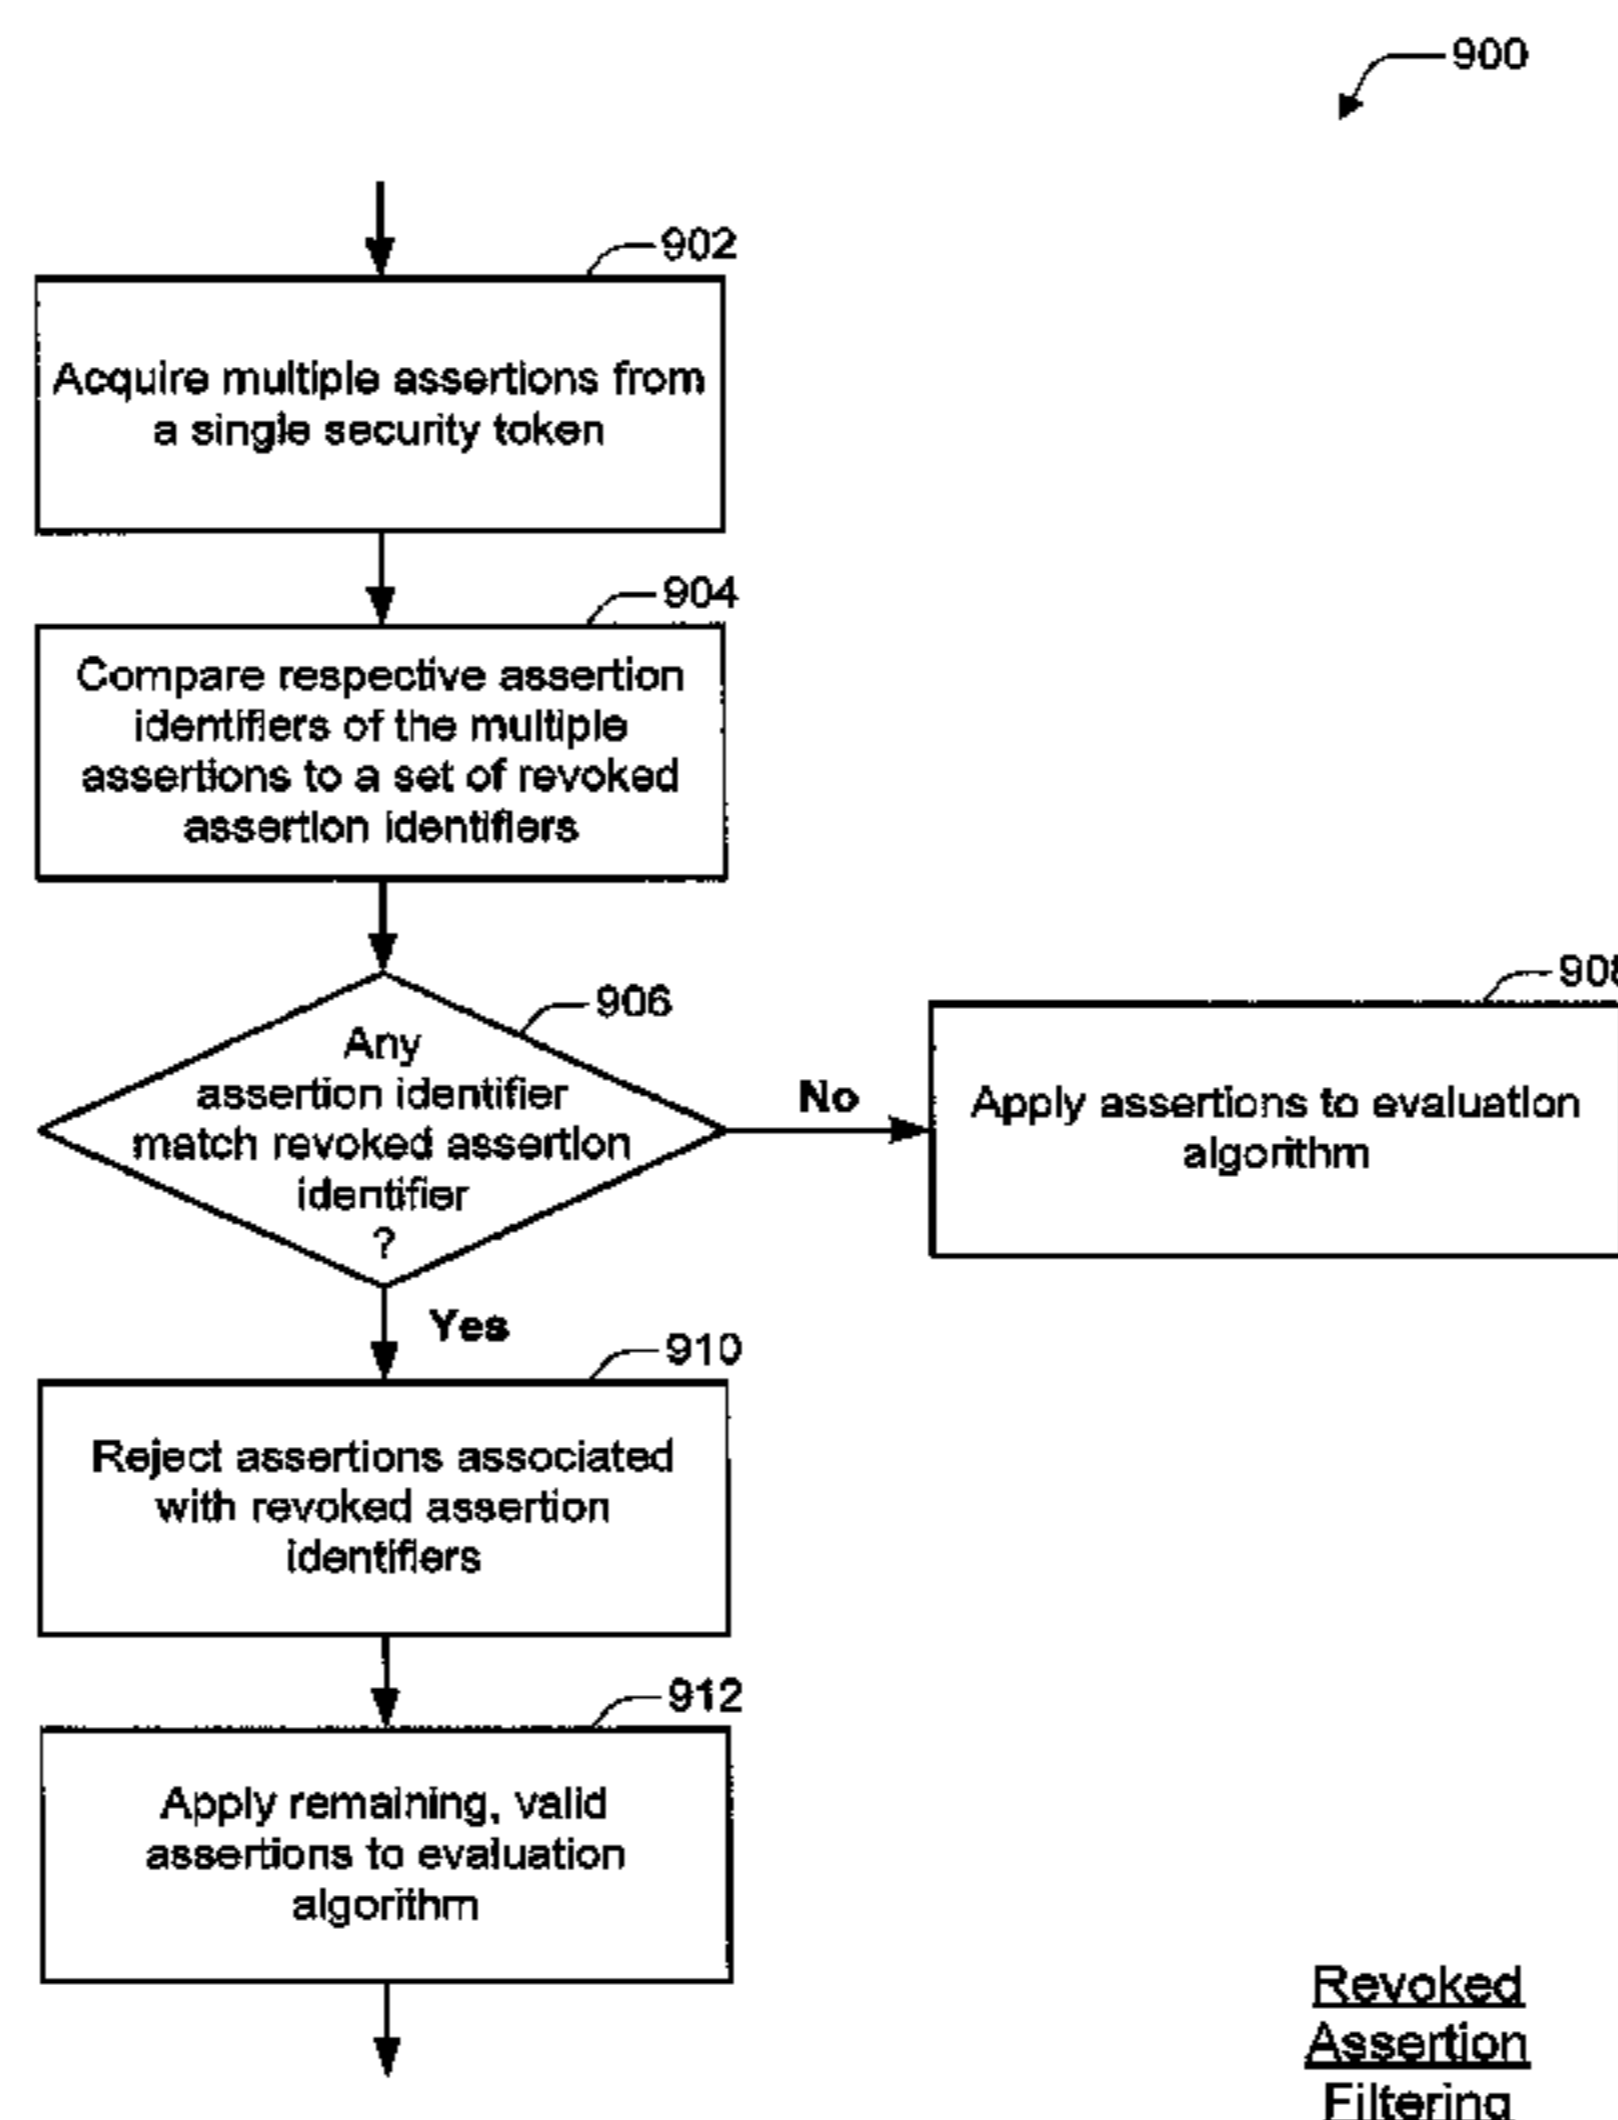 900
902
Acquire multiple assertions from
a single security token
904
Compare respective assertion
identifiers of the multiple
assertions to a set of revoked
assertion identifiers
906
Any
assertion identifier
match revoked assertion
identifier
?
No
908
Apply assertions to evaluation
algorithm
Yes
910
Reject assertions associated
with revoked assertion
identifiers
912
Apply remaining, valid
assertions to evaluation
algorithm
Revoked
Assertion
Filtering